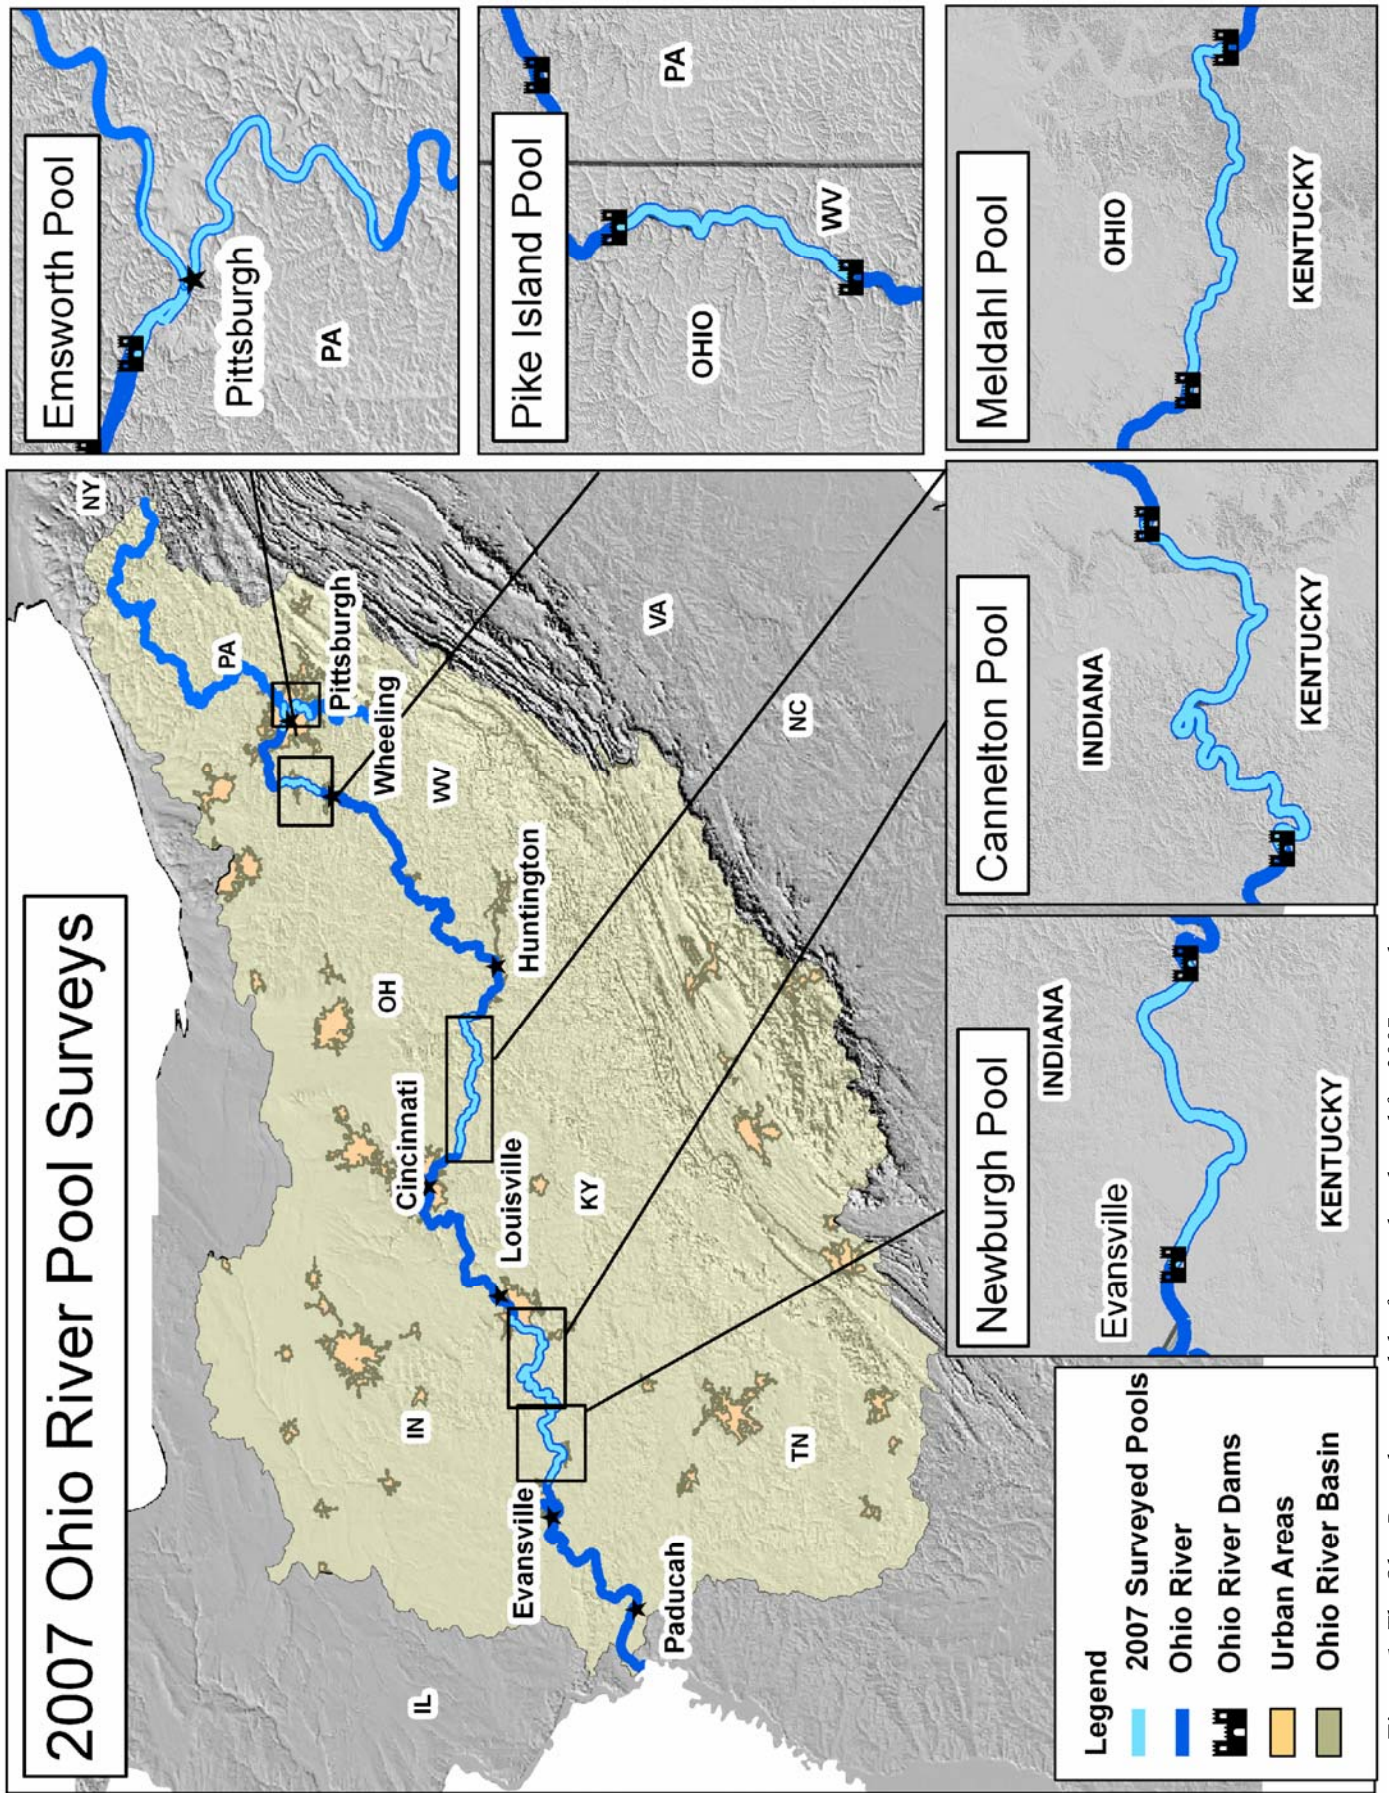 2007 Ohio River Pool Surveys
NY
PA
Pittsburgh
Wheeling
WV
VA
NC
OH
Huntington
Cincinnati
Louisville
KY
IN
Evansville
TN
Paducah
IL
Emsworth Pool
Pittsburgh
PA
Pike Island Pool
PA
WV
OHIO
Meldahl Pool
OHIO
KENTUCKY
Cannelton Pool
INDIANA
KENTUCKY
Newburgh Pool
INDIANA
Evansville
KENTUCKY
Legend
2007 Surveyed Pools
Ohio River
Ohio River Dams
Urban Areas
Ohio River Basin